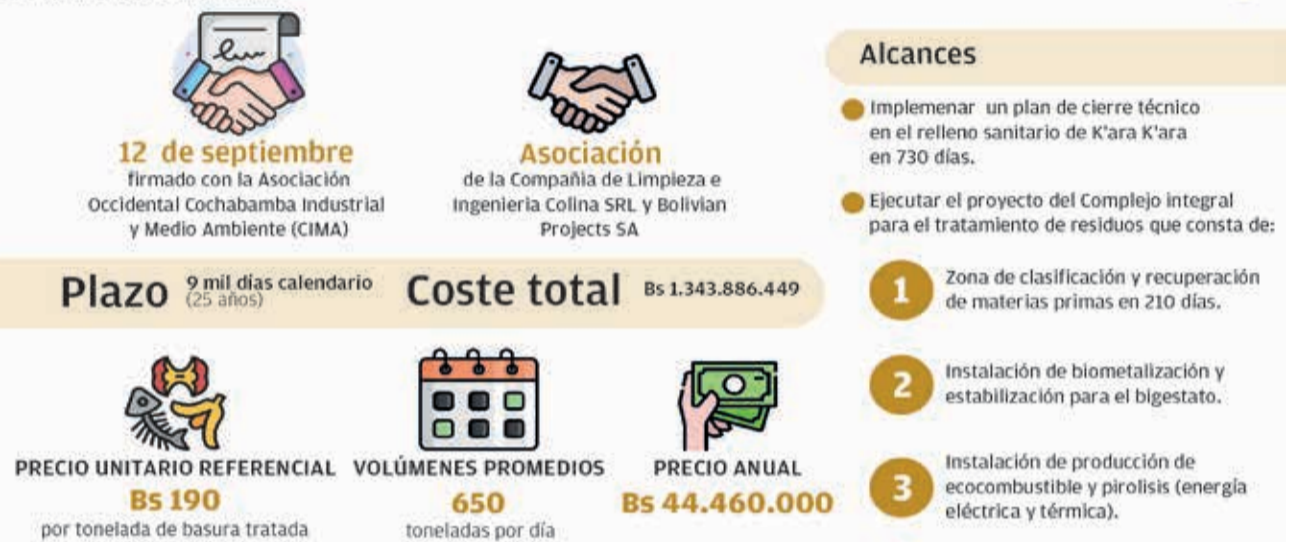 12 de septiembre
firmado con la Asociación
Occidental Cochabamba Industrial
y Medio Ambiente (CIMA)
Asociación
de la Compañia de Limpieza e
Ingenieria Colina SRL y Bolivian
Projects SA
Plazo
9 mil días calendario
(25 años)
Coste total
Bs 1.343.886.449
PRECIO UNITARIO REFERENCIAL
Bs 190
por tonelada de basura tratada
VOLÚMENES PROMEDIOS
650
toneladas por día
PRECIO ANUAL
Bs 44.460.000
Alcances
Implemenar un plan de cierre técnico
en el relleno sanitario de K'ara K'ara
en 730 días.
Ejecutar el proyecto del Complejo integral
para el tratamiento de residuos que consta de:
1
Zona de clasificación y recuperación
de materias primas en 210 días.
2
Instalación de biometalización y
estabilización para el bigestato.
3
Instalación de producción de
ecocombustible y pirolisis (energía
eléctrica y térmica).